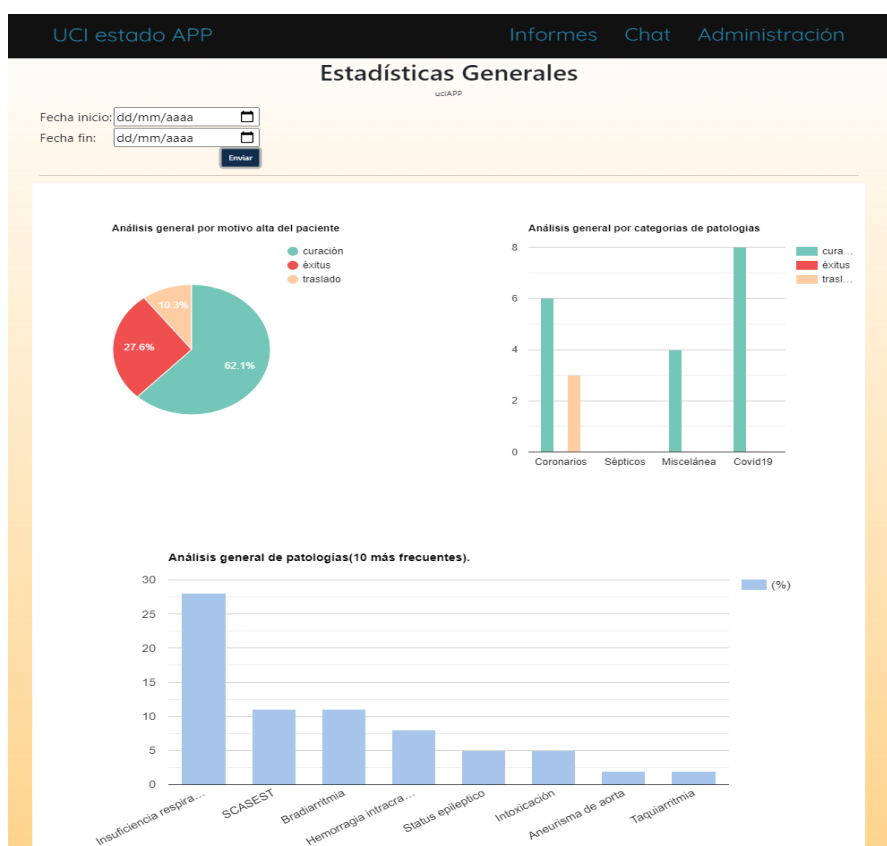 UCI estado APP Informes Chat Administración
Estadísticas Generales
uciAPP
Fecha inicio: dd/mm/aaaa
Fecha fin: dd/mm/aaaa
Enviar
Análisis general por motivo alta del paciente
curación
éxitus
traslado
10.3%
27.6%
62.1%
Análisis general por categorias de patologias
8
6
4
2
0
Coronarios Sépticos Miscelánea Covid19
cura...
éxitus
trasl...
Análisis general de patologías(10 más frecuentes).
30
25
20
15
10
5
0
(%)
Insuficiencia respira...
SCASEST
Bradiarritmia
Hemorragia intracra...
Status epileptico
Intoxicación
Aneurisma de aorta
Taquiarritmia